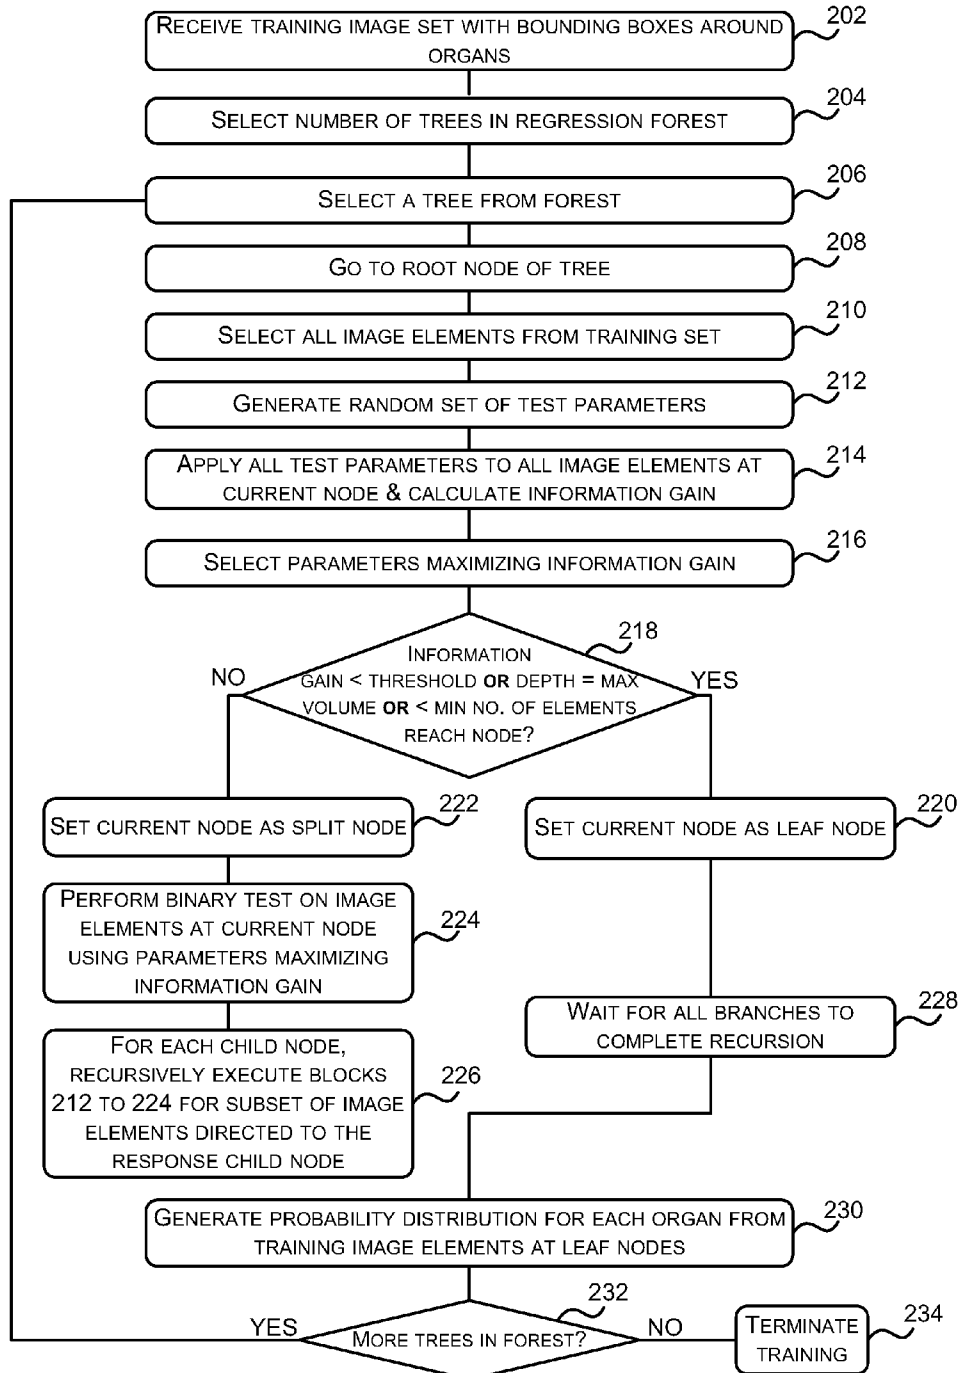 RECEIVE TRAINING IMAGE SET WITH BOUNDING BOXES AROUND
ORGANS
202
SELECT NUMBER OF TREES IN REGRESSION FOREST
204
SELECT A TREE FROM FOREST
206
GO TO ROOT NODE OF TREE
208
SELECT ALL IMAGE ELEMENTS FROM TRAINING SET
210
GENERATE RANDOM SET OF TEST PARAMETERS
212
APPLY ALL TEST PARAMETERS TO ALL IMAGE ELEMENTS AT
CURRENT NODE & CALCULATE INFORMATION GAIN
214
SELECT PARAMETERS MAXIMIZING INFORMATION GAIN
216
INFORMATION
GAIN < THRESHOLD OR DEPTH = MAX
VOLUME OR < MIN NO. OF ELEMENTS
REACH NODE?
218
NO
YES
SET CURRENT NODE AS SPLIT NODE
222
SET CURRENT NODE AS LEAF NODE
220
PERFORM BINARY TEST ON IMAGE
ELEMENTS AT CURRENT NODE
USING PARAMETERS MAXIMIZING
INFORMATION GAIN
224
WAIT FOR ALL BRANCHES TO
COMPLETE RECURSION
228
FOR EACH CHILD NODE,
RECURSIVELY EXECUTE BLOCKS
212 TO 224 FOR SUBSET OF IMAGE
ELEMENTS DIRECTED TO THE
RESPONSE CHILD NODE
226
GENERATE PROBABILITY DISTRIBUTION FOR EACH ORGAN FROM
TRAINING IMAGE ELEMENTS AT LEAF NODES
230
MORE TREES IN FOREST?
232
YES
NO
TERMINATE
TRAINING
234